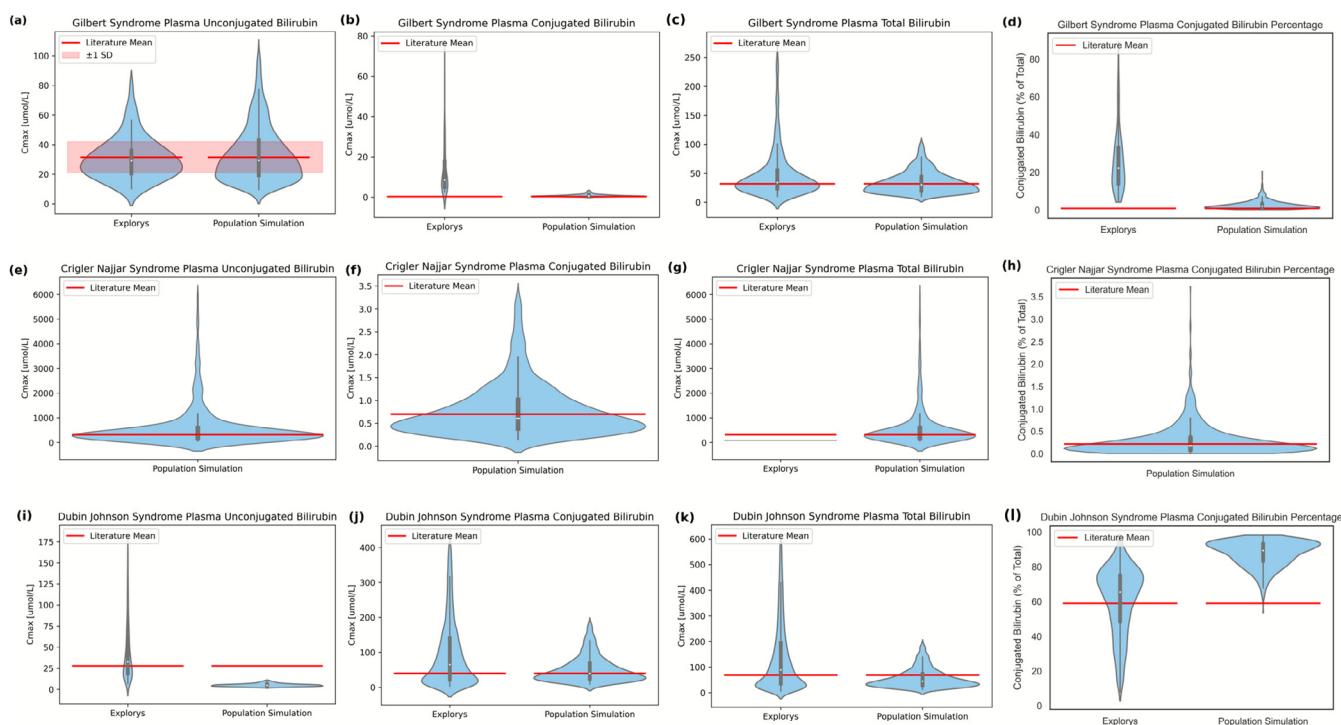 (a)
Gilbert Syndrome Plasma Unconjugated Bilirubin
Literature Mean
±1 SD
Cmax [umol/L]
100
80
60
40
20
0
Explorys
Population Simulation
(b)
Gilbert Syndrome Plasma Conjugated Bilirubin
Literature Mean
Cmax [umol/L]
80
60
40
20
0
Explorys
Population Simulation
(c)
Gilbert Syndrome Plasma Total Bilirubin
Literature Mean
Cmax [umol/L]
250
200
150
100
50
0
Explorys
Population Simulation
(d)
Gilbert Syndrome Plasma Conjugated Bilirubin Percentage
Literature Mean
Conjugated Bilirubin (% of Total)
80
60
40
20
0
Explorys
Population Simulation
(e)
Crigler Najjar Syndrome Plasma Unconjugated Bilirubin
Literature Mean
Cmax [umol/L]
6000
5000
4000
3000
2000
1000
0
Population Simulation
(f)
Crigler Najjar Syndrome Plasma Conjugated Bilirubin
Literature Mean
Cmax [umol/L]
3.5
3.0
2.5
2.0
1.5
1.0
0.5
0.0
Population Simulation
(g)
Crigler Najjar Syndrome Plasma Total Bilirubin
Literature Mean
Cmax [umol/L]
6000
5000
4000
3000
2000
1000
0
Explorys
Population Simulation
(h)
Crigler Najjar Syndrome Plasma Conjugated Bilirubin Percentage
Literature Mean
Conjugated Bilirubin (% of Total)
3.5
3.0
2.5
2.0
1.5
1.0
0.5
0.0
Population Simulation
(i)
Dubin Johnson Syndrome Plasma Unconjugated Bilirubin
Literature Mean
Cmax [umol/L]
175
150
125
100
75
50
25
0
Explorys
Population Simulation
(j)
Dubin Johnson Syndrome Plasma Conjugated Bilirubin
Literature Mean
Cmax [umol/L]
400
300
200
100
0
Explorys
Population Simulation
(k)
Dubin Johnson Syndrome Plasma Total Bilirubin
Literature Mean
Cmax [umol/L]
600
500
400
300
200
100
0
Explorys
Population Simulation
(l)
Dubin Johnson Syndrome Plasma Conjugated Bilirubin Percentage
Literature Mean
Conjugated Bilirubin (% of Total)
100
80
60
40
20
0
Explorys
Population Simulation